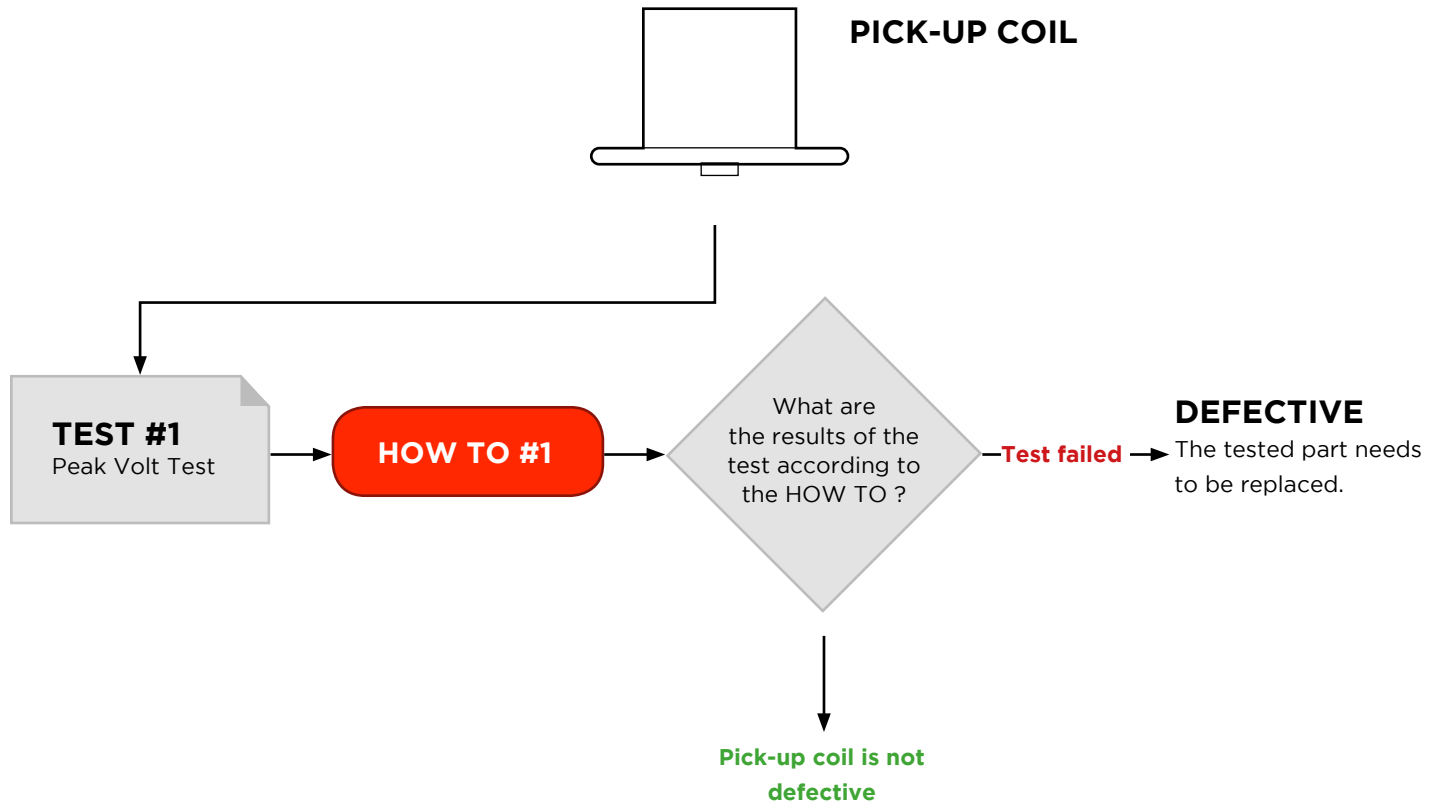 PICK-UP COIL
TEST #1
Peak Volt Test
HOW TO #1
What are
the results of the
test according to
the HOW TO ?
Test failed
DEFECTIVE
The tested part needs
to be replaced.
Pick-up coil is not
defective